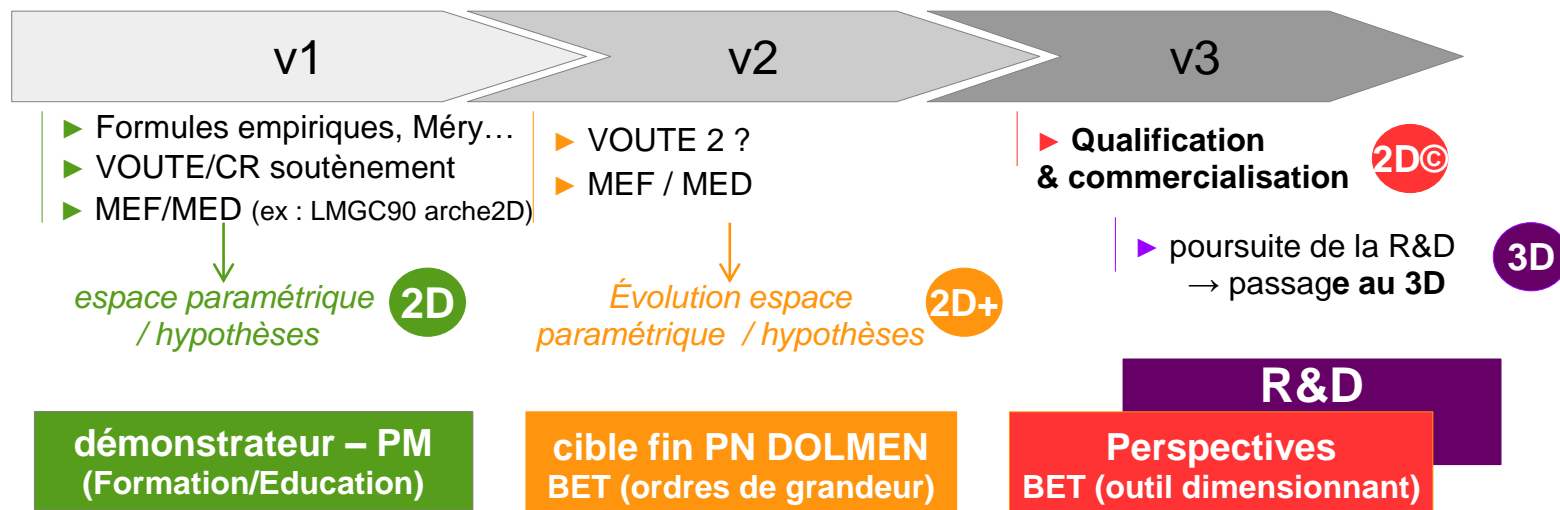 v1
v2
v3
► Formules empiriques, Méry…
► VOUTE/CR soutènement
► MEF/MED (ex : LMGC90 arche2D)
espace paramétrique
/ hypothèses
2D
► VOUTE 2 ?
► MEF / MED
Évolution espace
paramétrique / hypothèses
2D+
► Qualification
& commercialisation
2D©
► poursuite de la R&D
→ passage au 3D
3D
démonstrateur – PM
(Formation/Education)
cible fin PN DOLMEN
BET (ordres de grandeur)
R&D
Perspectives
BET (outil dimensionnant)